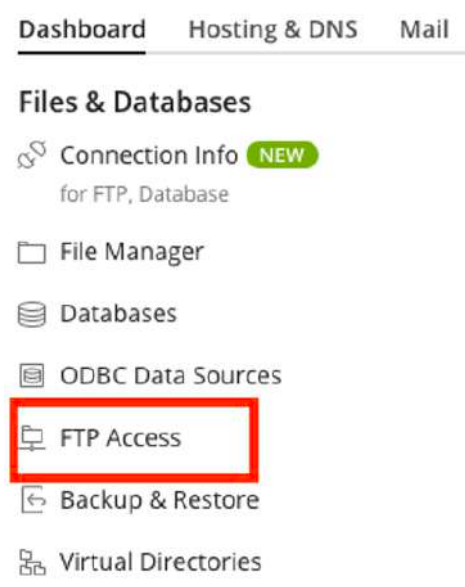 Dashboard Hosting & DNS Mail
Files & Databases
Connection Info NEW
for FTP, Database
File Manager
Databases
ODBC Data Sources
FTP Access
Backup & Restore
Virtual Directories